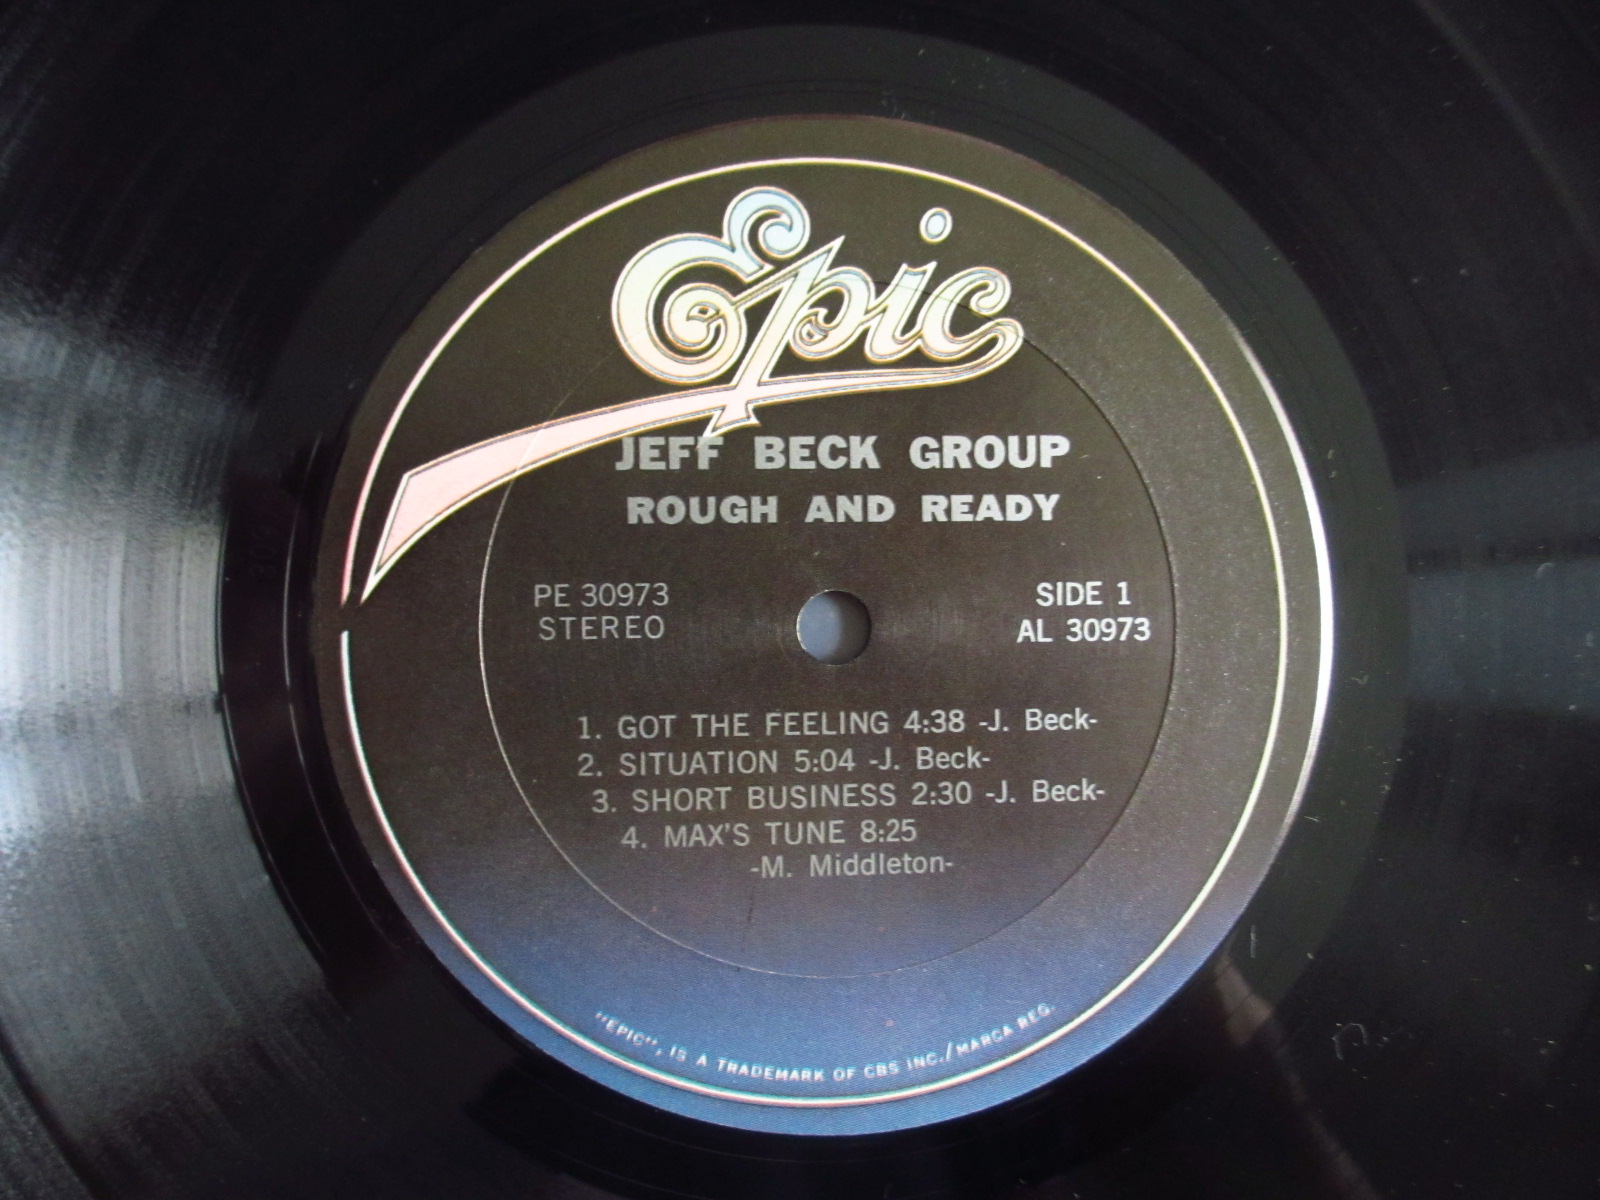 Epic
JEFF BECK GROUP
ROUGH AND READY
PE 30973
STEREO
SIDE 1
AL 30973
1. GOT THE FEELING 4:38 -J. Beck-
2. SITUATION 5:04 -J. Beck-
3. SHORT BUSINESS 2:30 -J. Beck-
4. MAX'S TUNE 8:25
-M. Middleton-
"EPIC", IS A TRADEMARK OF CBS INC./MARCA REG.